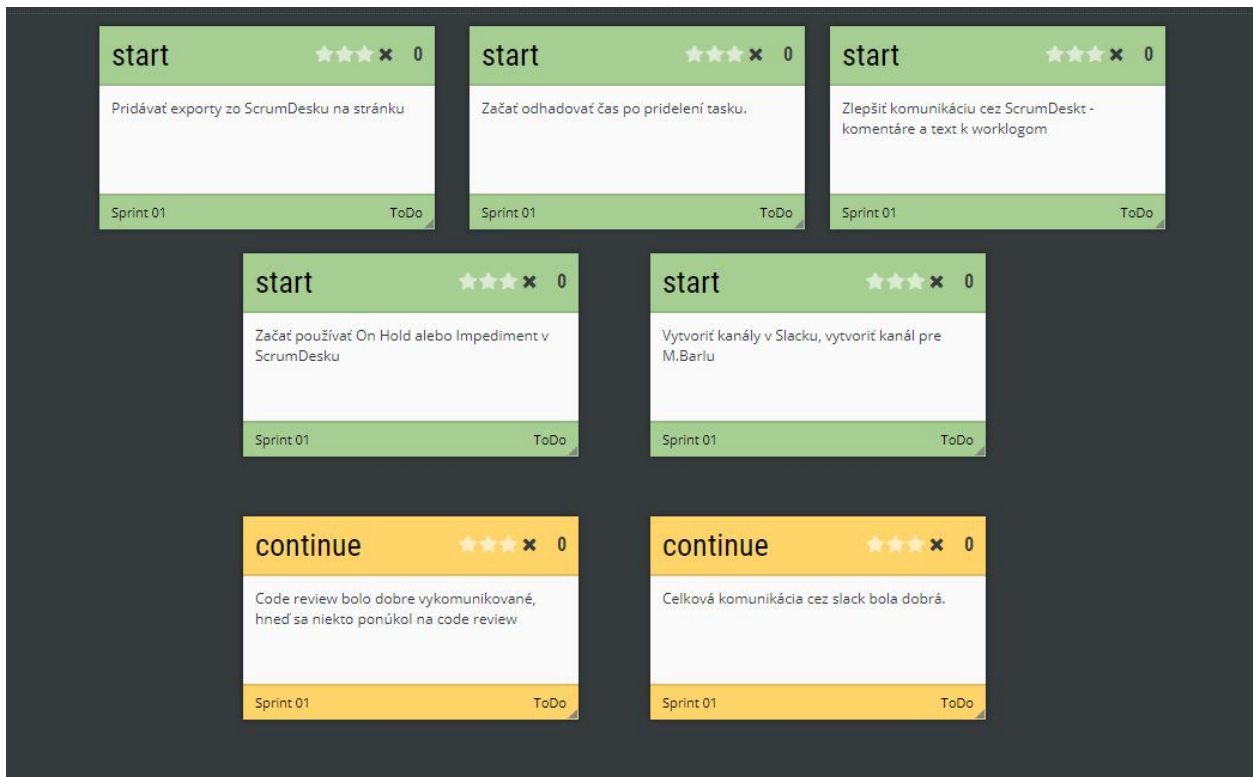 start 0
Pridávať exporty zo ScrumDesku na stránku
Sprint 01 ToDo
start 0
Začať odhadovať čas po pridelení tasku.
Sprint 01 ToDo
start 0
Zlepšiť komunikáciu cez ScrumDeskt -
komentáre a text k worklogom
Sprint 01 ToDo
start 0
Začať používať On Hold alebo Impediment v
ScrumDesku
Sprint 01 ToDo
start 0
Vytvoriť kanály v Slacku, vytvoriť kanál pre
M.Barlu
Sprint 01 ToDo
continue 0
Code review bolo dobre vykomunikované,
hneď sa niekto ponúkol na code review
Sprint 01 ToDo
continue 0
Celková komunikácia cez slack bola dobrá.
Sprint 01 ToDo